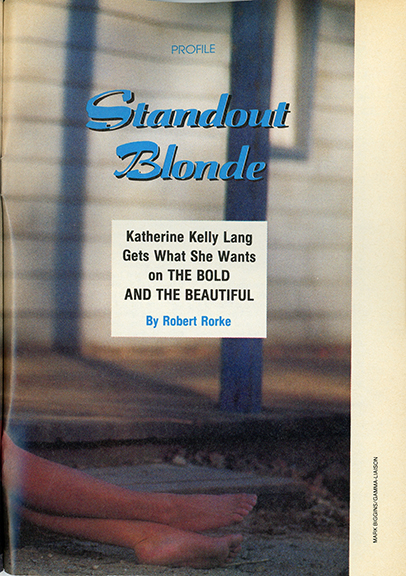 PROFILE
Standout
Blonde
Katherine Kelly Lang
Gets What She Wants
on THE BOLD
AND THE BEAUTIFUL
By Robert Rorke
MARK BIGGINS/GAMMA-LIAISON